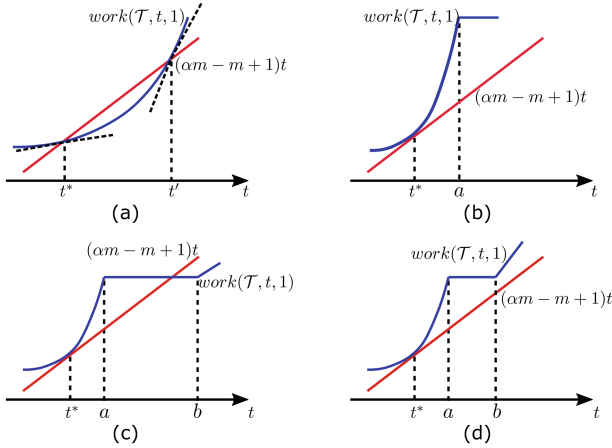 work(𝒯, t, 1)
(αm − m + 1)t
t* t′ t
(a)
work(𝒯, t, 1)
(αm − m + 1)t
t* a t
(b)
(αm − m + 1)t
work(𝒯, t, 1)
t* a b t
(c)
work(𝒯, t, 1)
(αm − m + 1)t
t* a b t
(d)